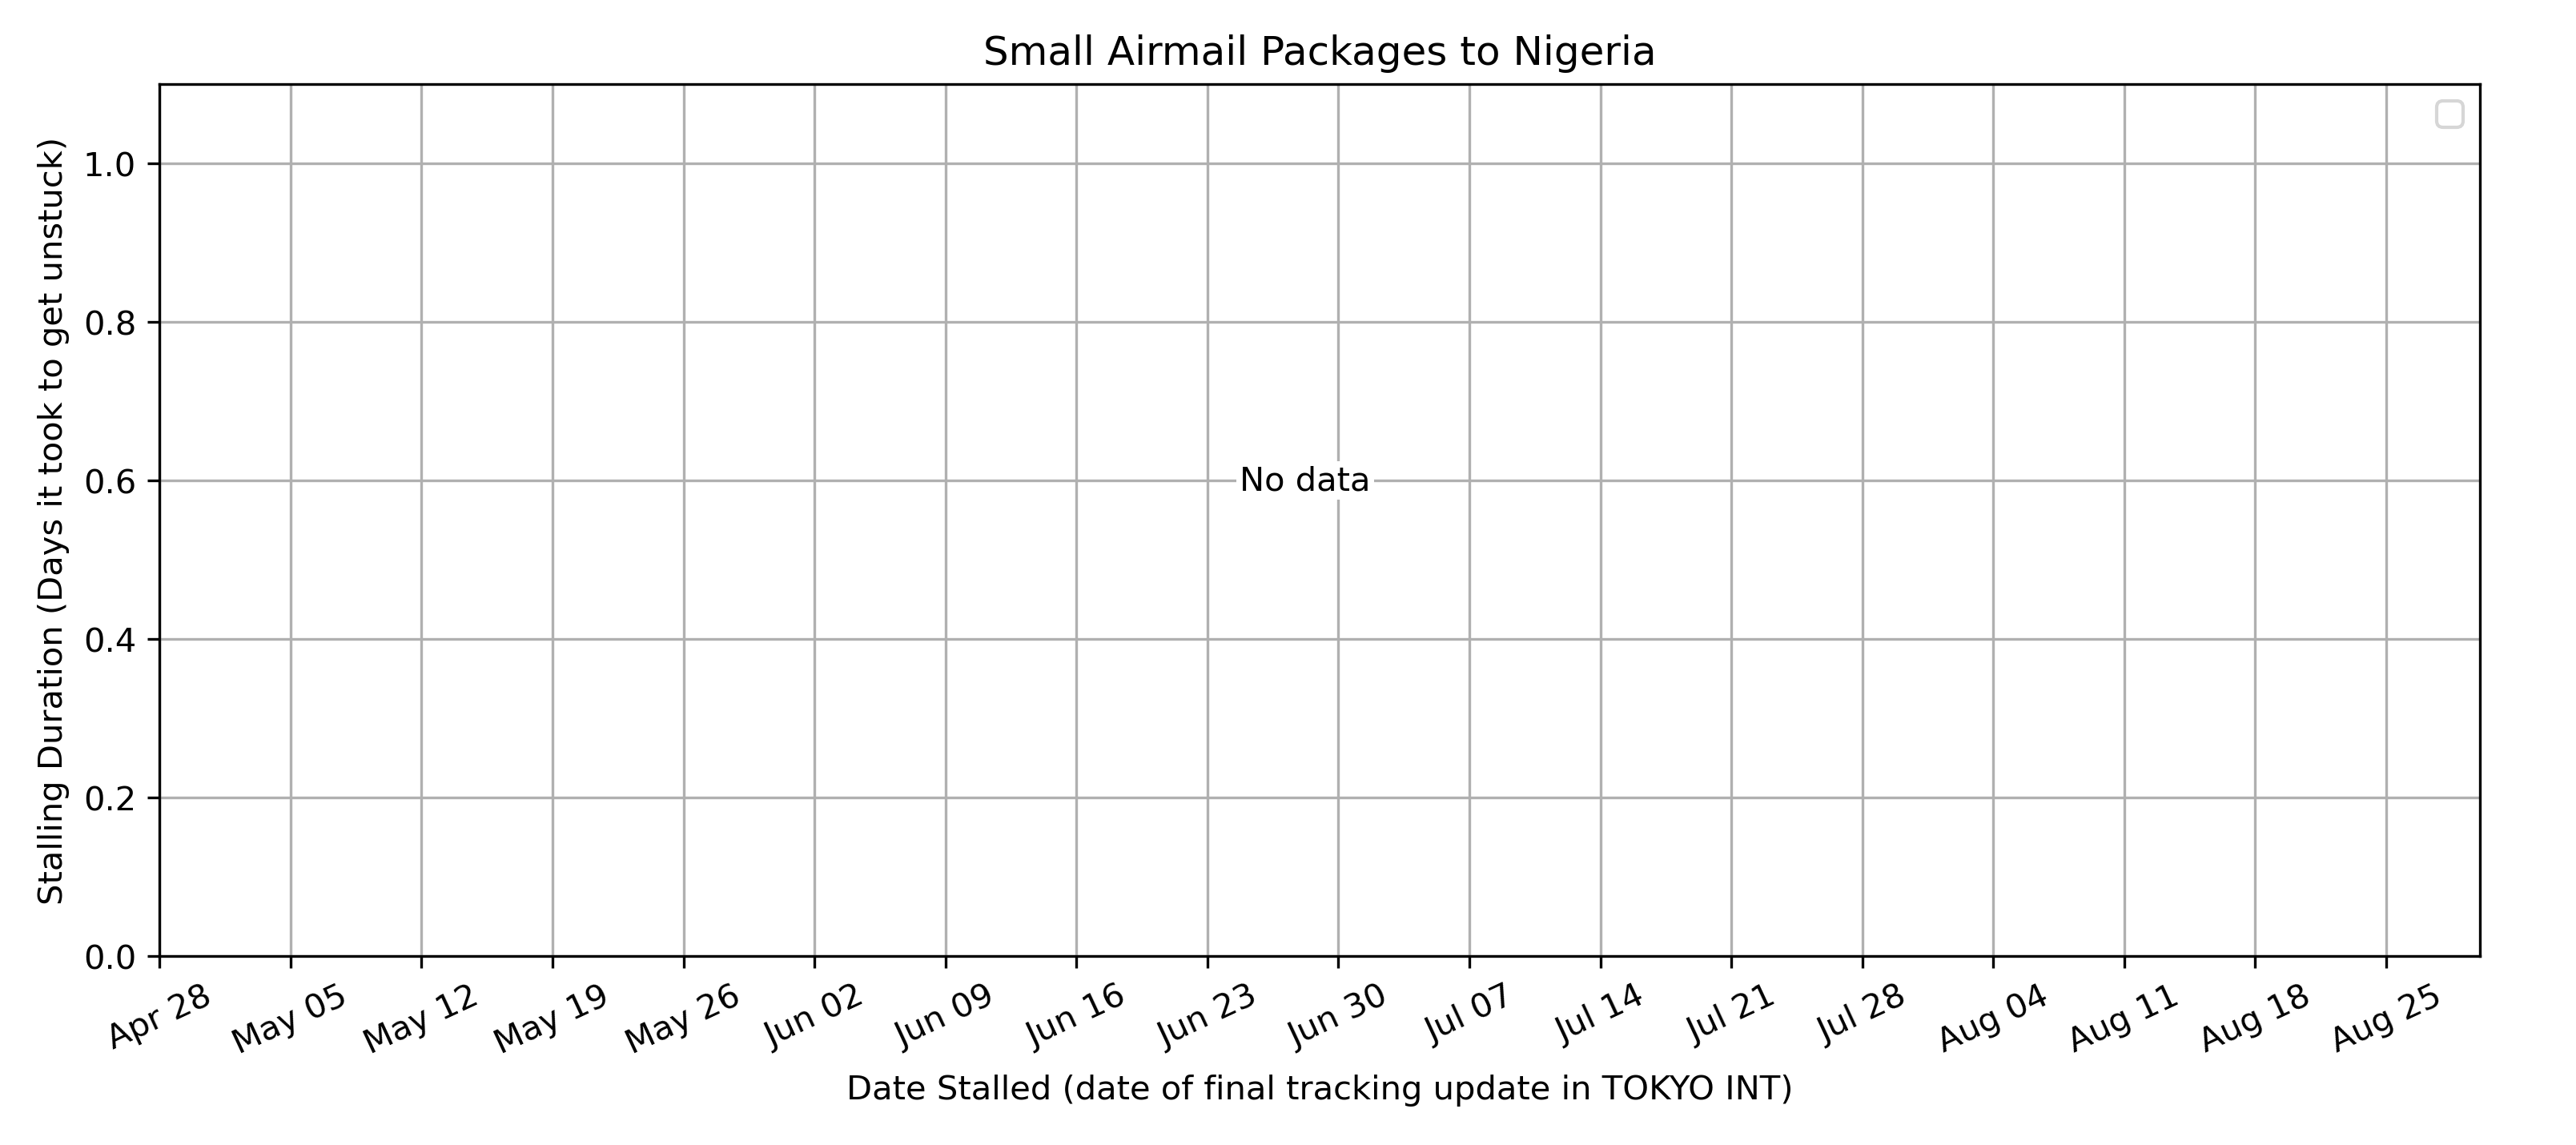 Small Airmail Packages to Nigeria
Stalling Duration (Days it took to get unstuck)
1.0
0.8
0.6
0.4
0.2
0.0
No data
Apr 28 May 05 May 12 May 19 May 26 Jun 02 Jun 09 Jun 16 Jun 23 Jun 30 Jul 07 Jul 14 Jul 21 Jul 28 Aug 04 Aug 11 Aug 18 Aug 25
Date Stalled (date of final tracking update in TOKYO INT)